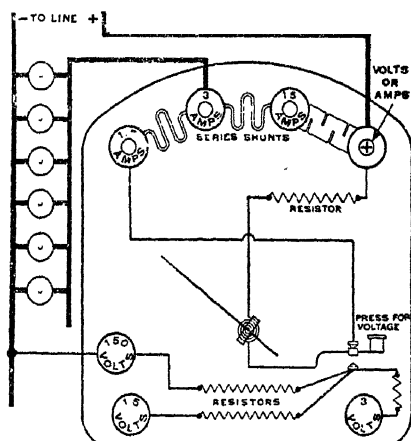 - TO LINE +
VOLTS
OR
AMPS
3
AMPS
15
AMPS
1
AMPS
SERIES SHUNTS
+
RESISTOR
PRESS FOR
VOLTAGE
150
VOLTS
15
VOLTS
RESISTORS
3
VOLTS